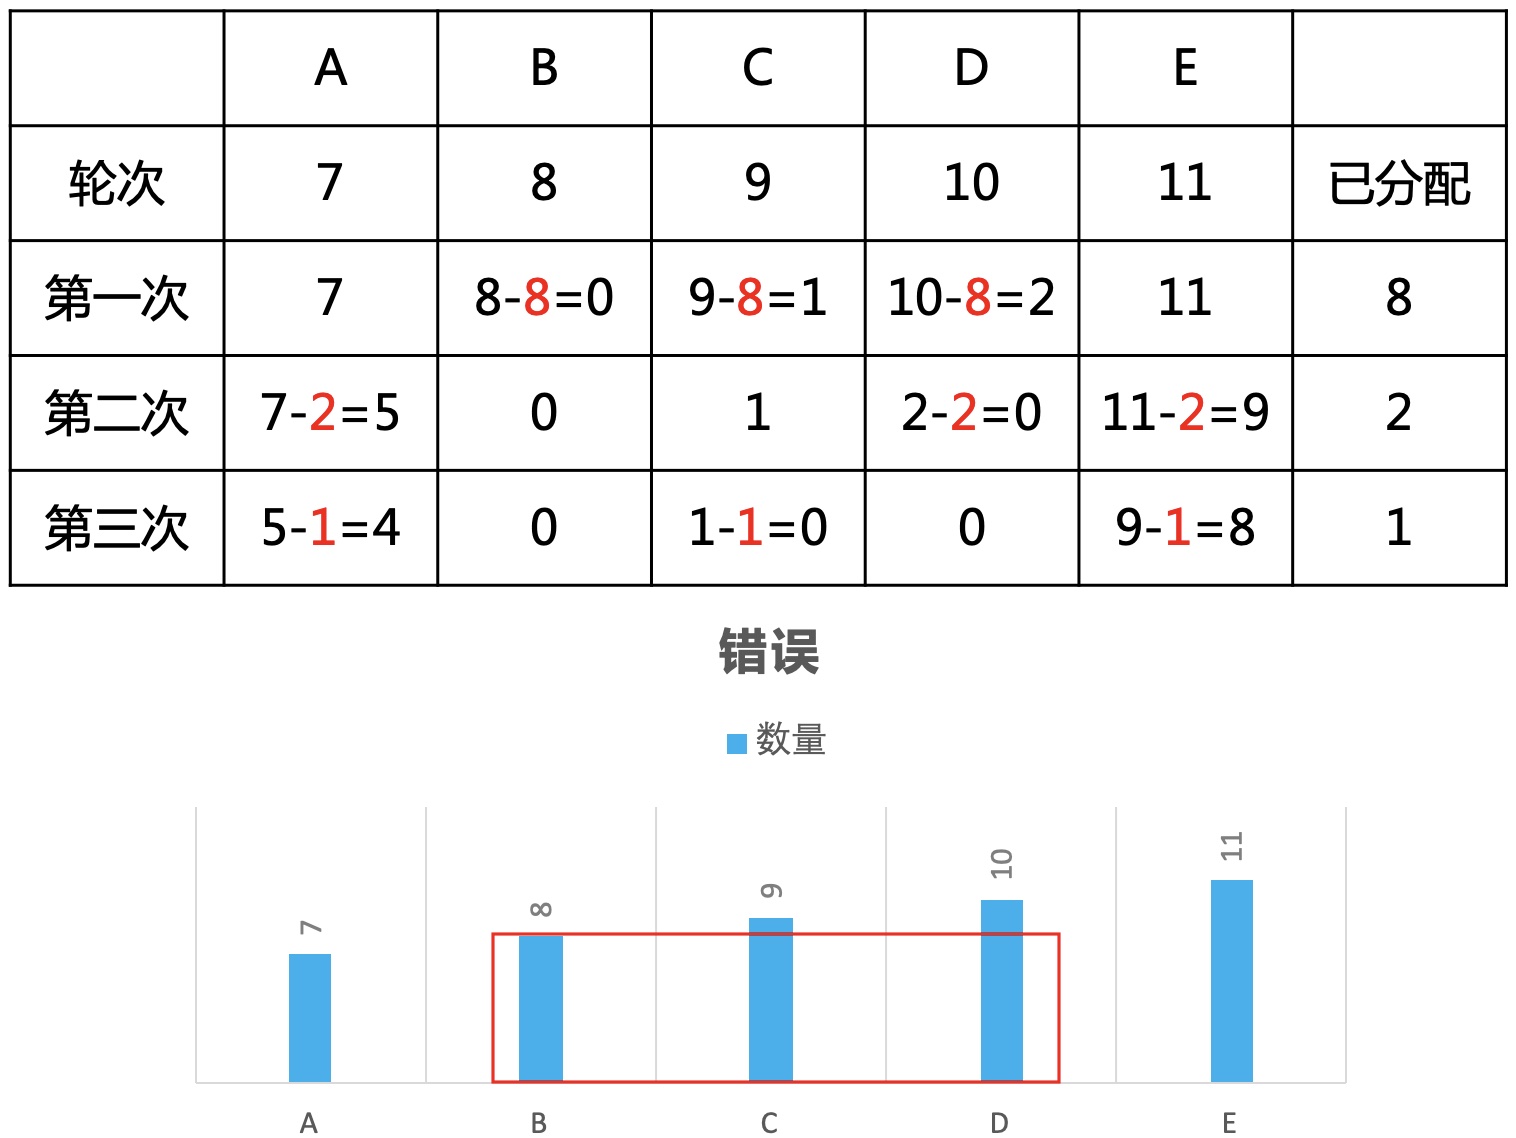 A B C D E
轮次 7 8 9 10 11 已分配
第一次 7 8-8=0 9-8=1 10-8=2 11 8
第二次 7-2=5 0 1 2-2=0 11-2=9 2
第三次 5-1=4 0 1-1=0 0 9-1=8 1
错误
数量
7 8 9 10 11
A B C D E